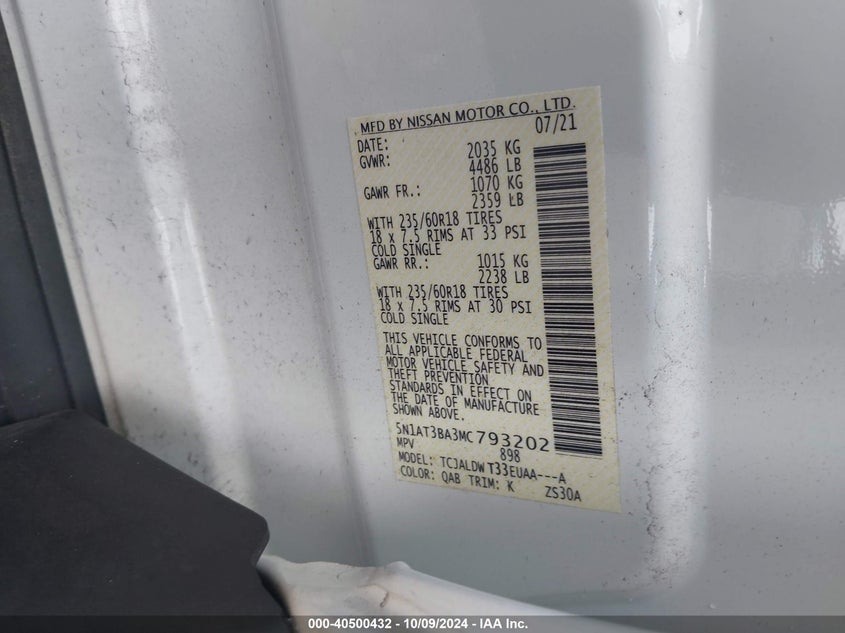 MFD BY NISSAN MOTOR CO., LTD.
DATE: 07/21
GVWR: 2035 KG
4486 LB
GAWR FR.: 1070 KG
2359 LB
WITH 235/60R18 TIRES
18 x 7.5 RIMS AT 33 PSI
COLD SINGLE
GAWR RR.: 1015 KG
2238 LB
WITH 235/60R18 TIRES
18 x 7.5 RIMS AT 30 PSI
COLD SINGLE
THIS VEHICLE CONFORMS TO
ALL APPLICABLE FEDERAL
MOTOR VEHICLE SAFETY AND
THEFT PREVENTION
STANDARDS IN EFFECT ON
THE DATE OF MANUFACTURE
SHOWN ABOVE.
5N1AT3BA3MC793202
MPV 898
MODEL: TCJALDWT33EUAA---A
COLOR: QAB TRIM: K ZS30A
000-40500432 - 10/09/2024 - IAA Inc.